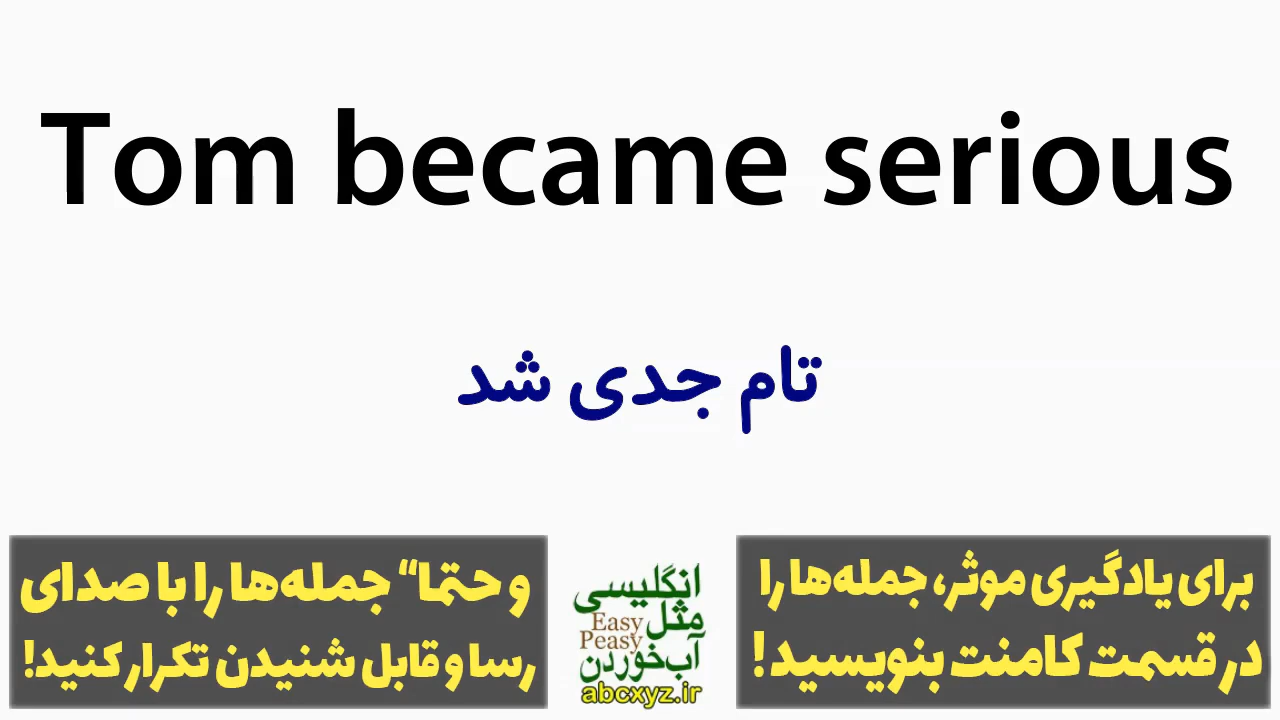 Tom became serious
تام جدی شد
برای یادگیری موثر، جمله‌ها را
در قسمت کامنت بنویسید!
انگلیسی
مثل
Easy
Peasy
آب‌خوردن
abcxyz.ir
و حتما“ جمله‌ها را با صدای
رسا و قابل شنیدن تکرار کنید!